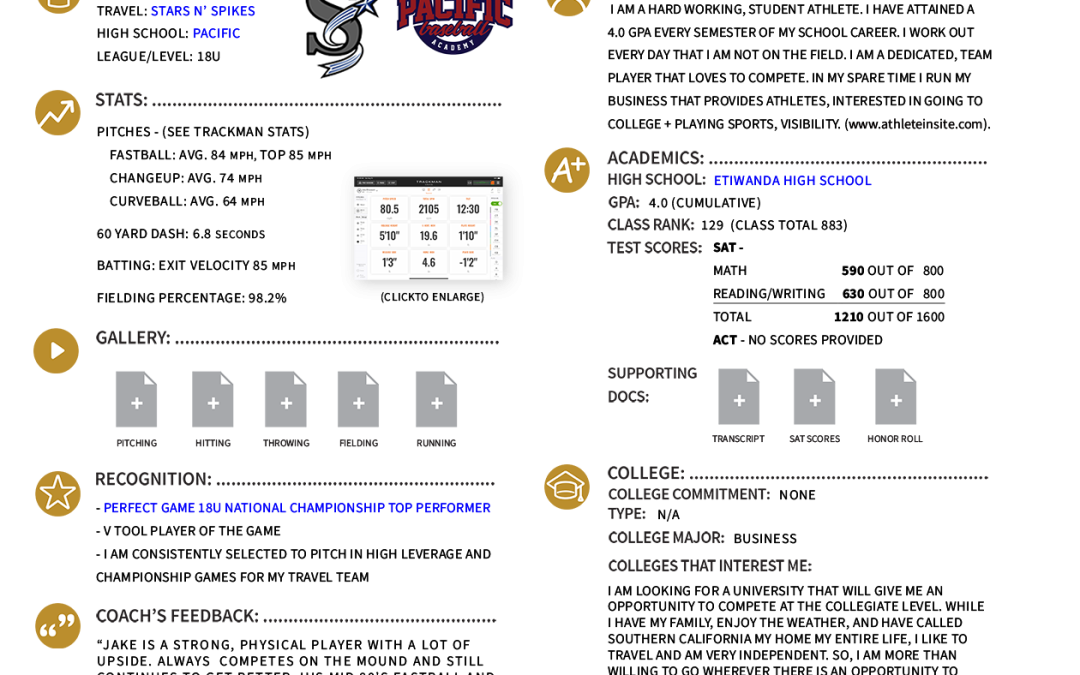 TRAVEL: STARS N' SPIKES
HIGH SCHOOL: PACIFIC
LEAGUE/LEVEL: 18U
S
PACIFIC
baseball
ACADEMY
STATS:
PITCHES - (SEE TRACKMAN STATS)
FASTBALL: AVG. 84 MPH, TOP 85 MPH
CHANGEUP: AVG. 74 MPH
CURVEBALL: AVG. 64 MPH
60 YARD DASH: 6.8 SECONDS
BATTING: EXIT VELOCITY 85 MPH
FIELDING PERCENTAGE: 98.2%
TRACKMAN
80.5 2105 12:30
5'10" 19.6 1'10"
1'3" 4.6 -1'2"
(CLICKTO ENLARGE)
GALLERY:
PITCHING HITTING THROWING FIELDING RUNNING
RECOGNITION:
- PERFECT GAME 18U NATIONAL CHAMPIONSHIP TOP PERFORMER
- V TOOL PLAYER OF THE GAME
- I AM CONSISTENTLY SELECTED TO PITCH IN HIGH LEVERAGE AND
CHAMPIONSHIP GAMES FOR MY TRAVEL TEAM
COACH'S FEEDBACK:
"JAKE IS A STRONG, PHYSICAL PLAYER WITH A LOT OF
UPSIDE. ALWAYS COMPETES ON THE MOUND AND STILL
CONTINUES TO GET BETTER. HIS MID 80'S FASTBALL AND
I AM A HARD WORKING, STUDENT ATHLETE. I HAVE ATTAINED A
4.0 GPA EVERY SEMESTER OF MY SCHOOL CAREER. I WORK OUT
EVERY DAY THAT I AM NOT ON THE FIELD. I AM A DEDICATED, TEAM
PLAYER THAT LOVES TO COMPETE. IN MY SPARE TIME I RUN MY
BUSINESS THAT PROVIDES ATHLETES, INTERESTED IN GOING TO
COLLEGE + PLAYING SPORTS, VISIBILITY. (www.athleteinsite.com).
A+
ACADEMICS:
HIGH SCHOOL: ETIWANDA HIGH SCHOOL
GPA: 4.0 (CUMULATIVE)
CLASS RANK: 129 (CLASS TOTAL 883)
TEST SCORES: SAT -
MATH 590 OUT OF 800
READING/WRITING 630 OUT OF 800
TOTAL 1210 OUT OF 1600
ACT - NO SCORES PROVIDED
SUPPORTING
DOCS:
TRANSCRIPT SAT SCORES HONOR ROLL
COLLEGE:
COLLEGE COMMITMENT: NONE
TYPE: N/A
COLLEGE MAJOR: BUSINESS
COLLEGES THAT INTEREST ME:
I AM LOOKING FOR A UNIVERSITY THAT WILL GIVE ME AN
OPPORTUNITY TO COMPETE AT THE COLLEGIATE LEVEL. WHILE
I HAVE MY FAMILY, ENJOY THE WEATHER, AND HAVE CALLED
SOUTHERN CALIFORNIA MY HOME MY ENTIRE LIFE, I LIKE TO
TRAVEL AND AM VERY INDEPENDENT. SO, I AM MORE THAN
WILLING TO GO WHEREVER THERE IS AN OPPORTUNITY TO